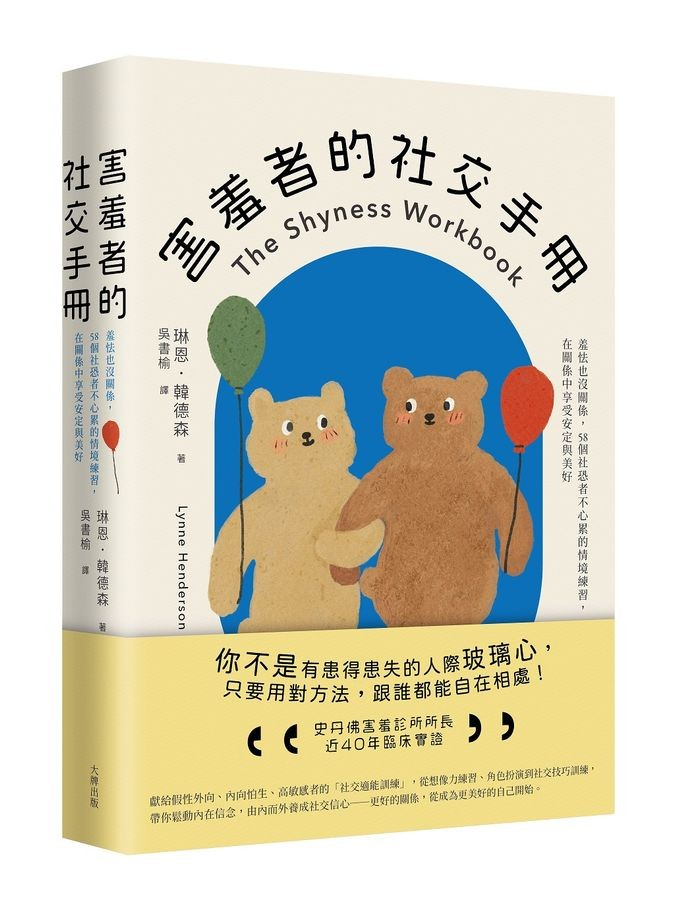 害羞者的社交手冊
The Shyness Workbook
琳恩·韓德森 著
吳書榆 譯
Lynne Henderson
羞怯也沒關係，58個社恐者不心累的情境練習，
在關係中享受安定與美好
你不是有患得患失的人際玻璃心，
只要用對方法，跟誰都能自在相處！
史丹佛害羞診所所長
近40年臨床實證
獻給假性外向、內向怕生、高敏感者的「社交適能訓練」，從想像力練習、角色扮演到社交技巧訓練，
帶你鬆動內在信念，由內而外養成社交信心──更好的關係，從成為更美好的自己開始。
害羞者的
社交手冊
羞怯也沒關係，
58個社恐者不心累的情境練習，
在關係中享受安定與美好
琳恩·韓德森 著
吳書榆 譯
大牌出版